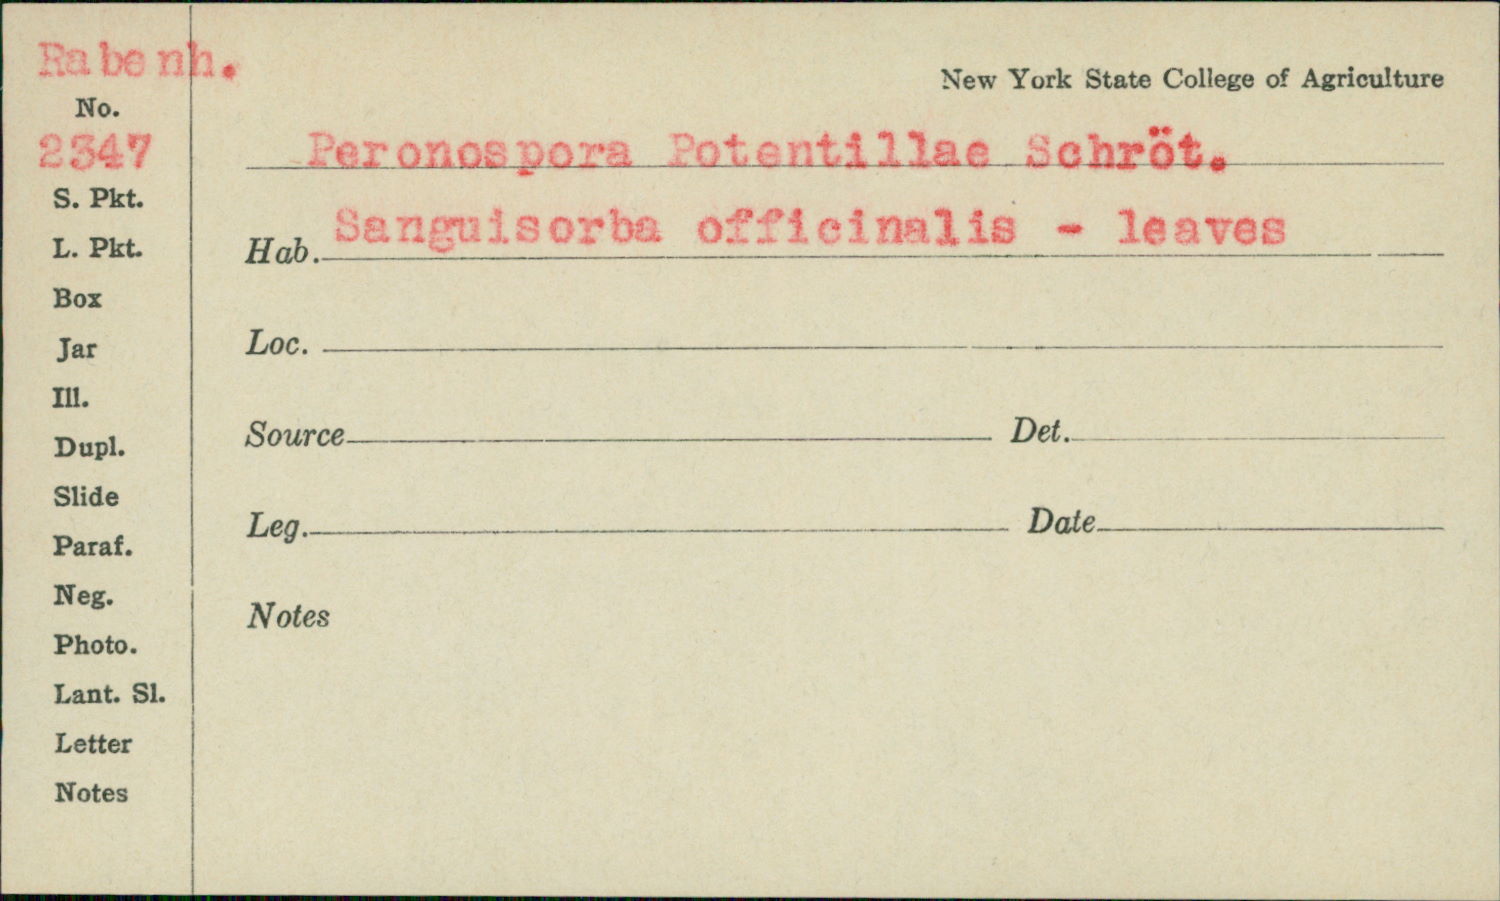 Rabenh.
New York State College of Agriculture
No.
2347
Peronospora Potentillae Schröt.
S. Pkt.
Hab. Sanguisorba officinalis - leaves
L. Pkt.
Box
Loc.
Jar
Ill.
Source Det.
Dupl.
Slide
Leg. Date
Paraf.
Neg.
Notes
Photo.
Lant. Sl.
Letter
Notes